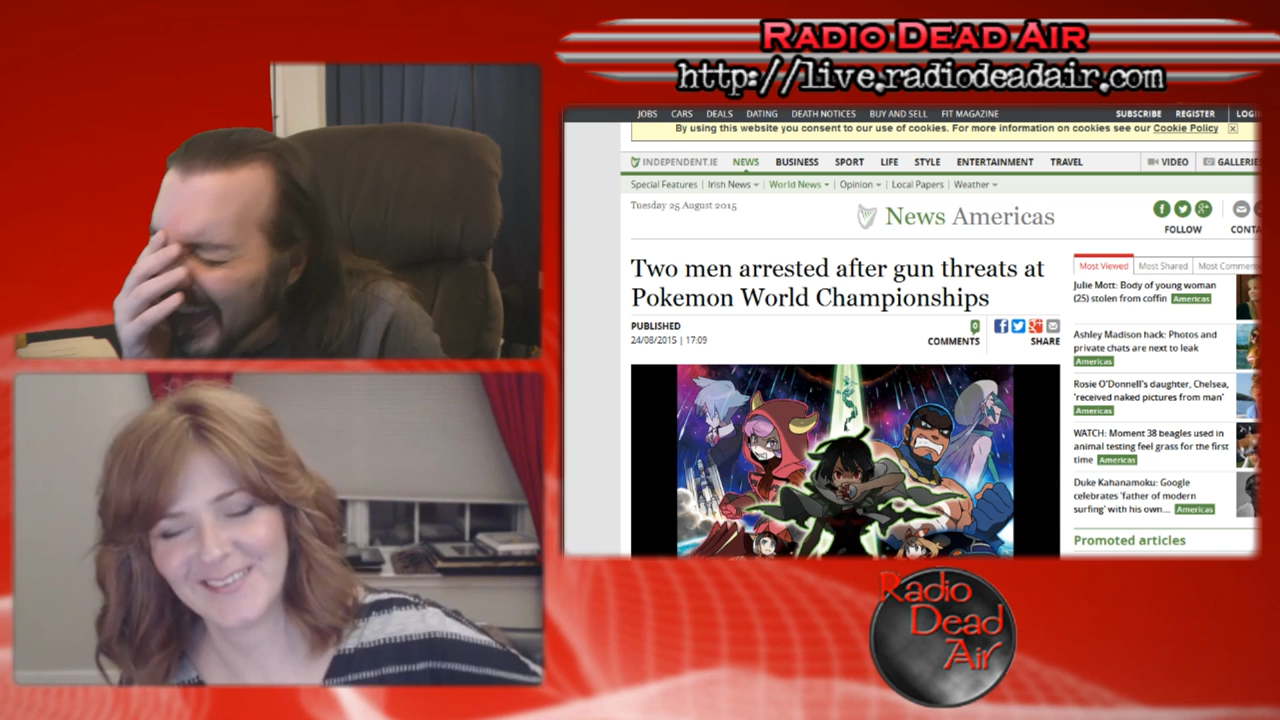 RADIO DEAD AIR
http://live.radiodeadair.com
JOBS CARS DEALS DATING DEATH NOTICES BUY AND SELL FIT MAGAZINE SUBSCRIBE REGISTER LOGI
By using this website you consent to our use of cookies. For more information on cookies see our Cookie Policy
INDEPENDENT.IE NEWS BUSINESS SPORT LIFE STYLE ENTERTAINMENT TRAVEL VIDEO GALLERIE
Special Features Irish News World News Opinion Local Papers Weather
Tuesday 25 August 2015
News Americas
FOLLOW CONTA
Two men arrested after gun threats at
Pokemon World Championships
PUBLISHED
24/08/2015 | 17:09
0
COMMENTS
SHARE
Most Viewed Most Shared Most Comment
Julie Mott: Body of young woman
(25) stolen from coffin Americas
Ashley Madison hack: Photos and
private chats are next to leak
Americas
Rosie O'Donnell's daughter, Chelsea,
'received naked pictures from man'
Americas
WATCH: Moment 38 beagles used in
animal testing feel grass for the first
time Americas
Duke Kahanamoku: Google
celebrates 'father of modern
surfing' with his own... Americas
Promoted articles
Radio
Dead
Air